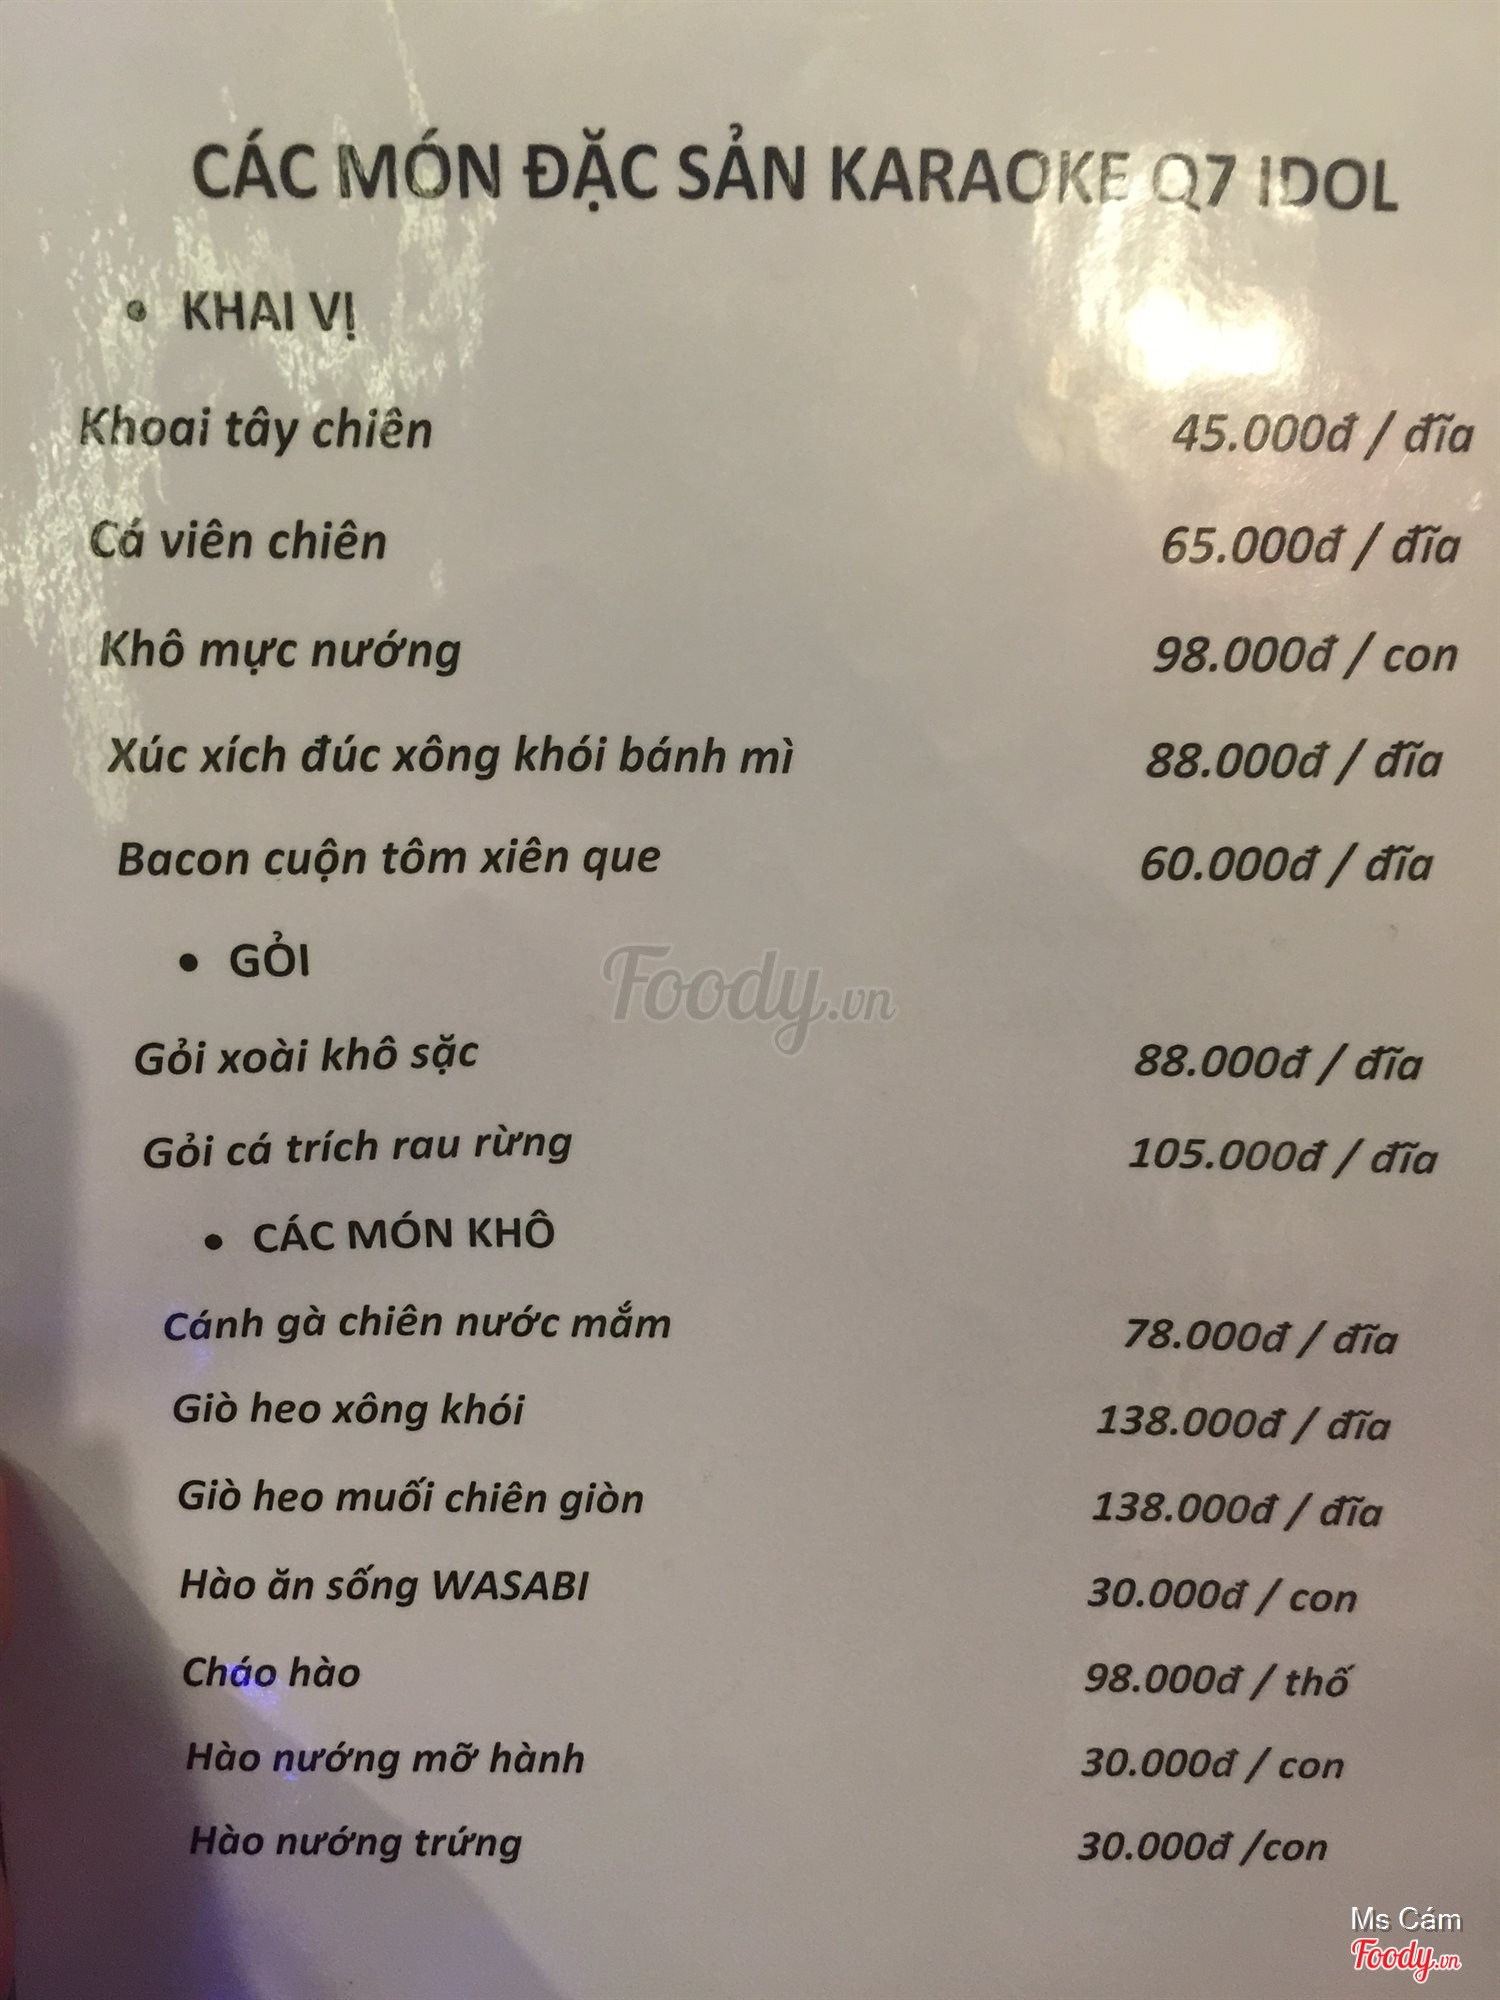 CÁC MÓN ĐẶC SẢN KARAOKE Q7 IDOL
• KHAI VỊ
Khoai tây chiên 45.000đ / đĩa
Cá viên chiên 65.000đ / đĩa
Khô mực nướng 98.000đ / con
Xúc xích đúc xông khói bánh mì 88.000đ / đĩa
Bacon cuộn tôm xiên que 60.000đ / đĩa
• GỎI
Foody.vn
Gỏi xoài khô sặc 88.000đ / đĩa
Gỏi cá trích rau rừng 105.000đ / đĩa
• CÁC MÓN KHÔ
Cánh gà chiên nước mắm 78.000đ / đĩa
Giò heo xông khói 138.000đ / đĩa
Giò heo muối chiên giòn 138.000đ / đĩa
Hào ăn sống WASABI 30.000đ / con
Cháo hào 98.000đ / thố
Hào nướng mỡ hành 30.000đ / con
Hào nướng trứng 30.000đ /con
Ms Cám
Foody.vn